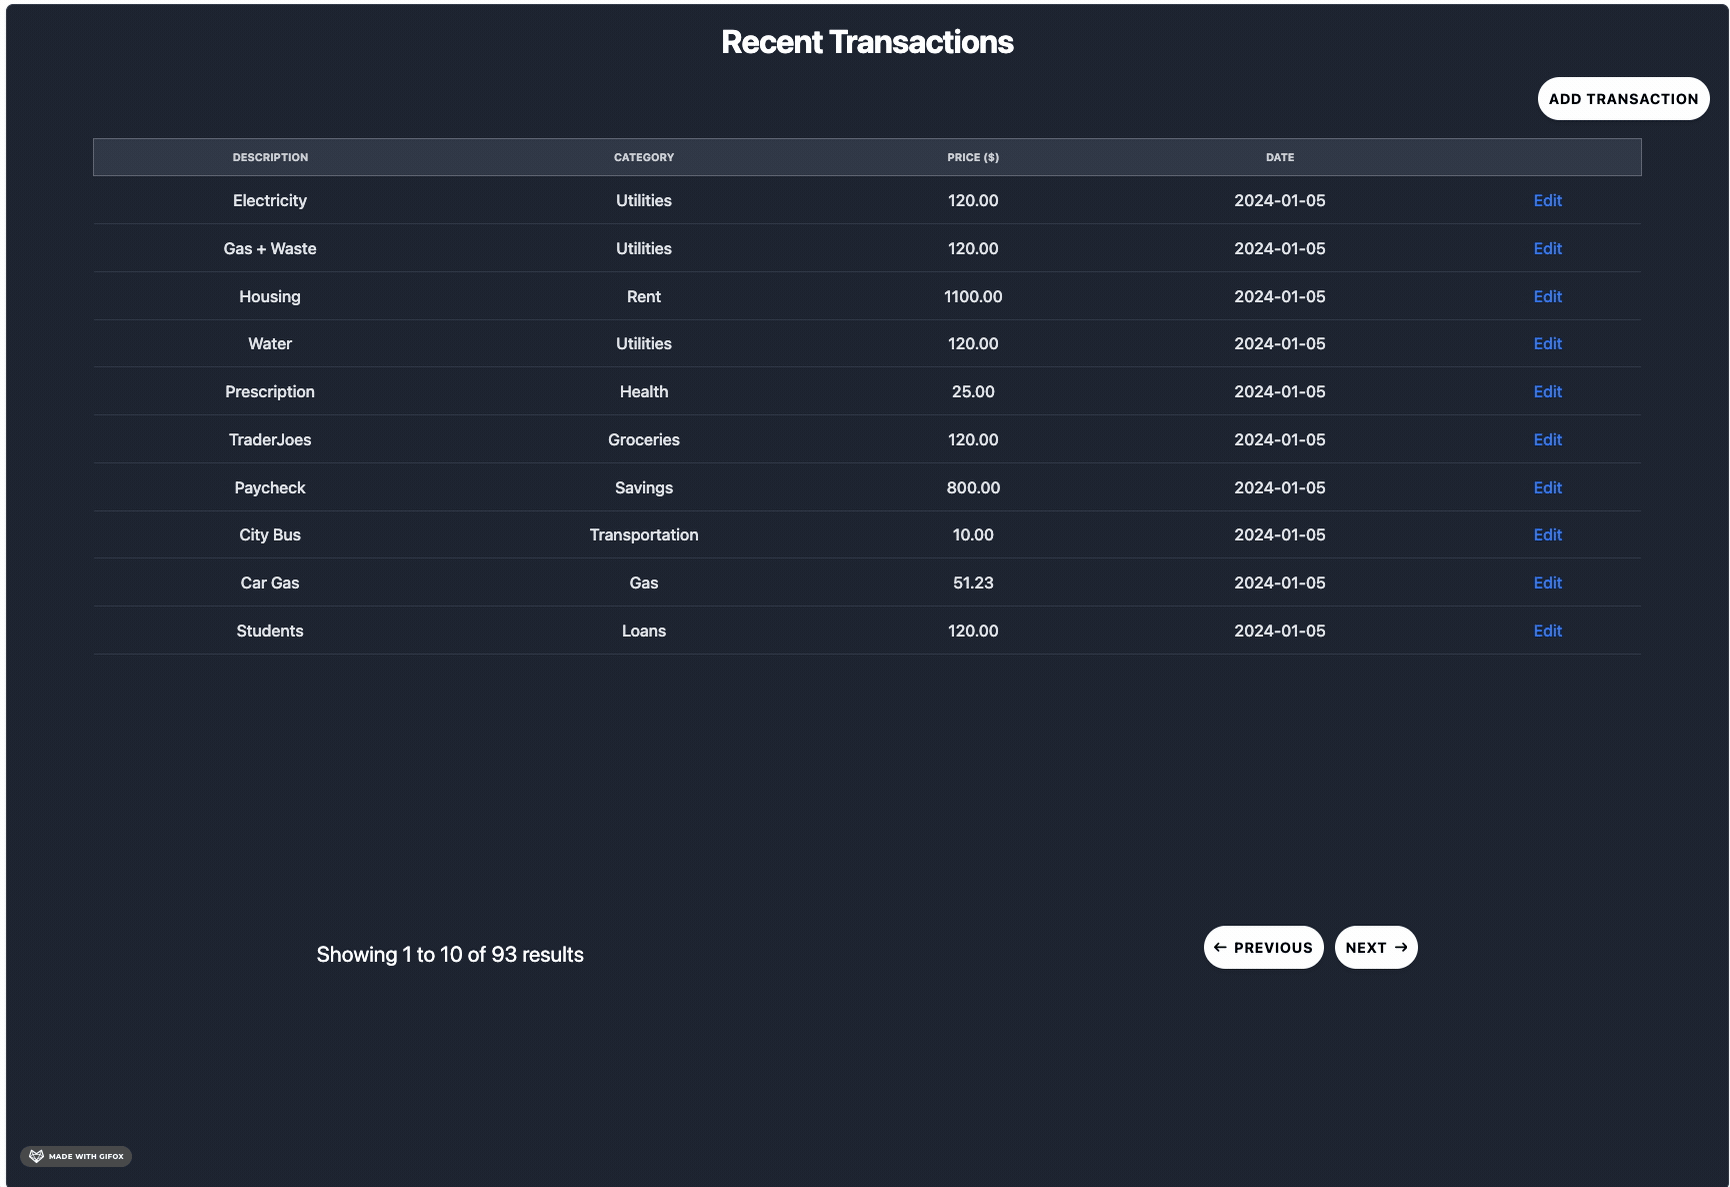 Recent Transactions
ADD TRANSACTION
DESCRIPTION CATEGORY PRICE ($) DATE
Electricity Utilities 120.00 2024-01-05 Edit
Gas + Waste Utilities 120.00 2024-01-05 Edit
Housing Rent 1100.00 2024-01-05 Edit
Water Utilities 120.00 2024-01-05 Edit
Prescription Health 25.00 2024-01-05 Edit
TraderJoes Groceries 120.00 2024-01-05 Edit
Paycheck Savings 800.00 2024-01-05 Edit
City Bus Transportation 10.00 2024-01-05 Edit
Car Gas Gas 51.23 2024-01-05 Edit
Students Loans 120.00 2024-01-05 Edit
Showing 1 to 10 of 93 results
← PREVIOUS NEXT →
MADE WITH GIFOX